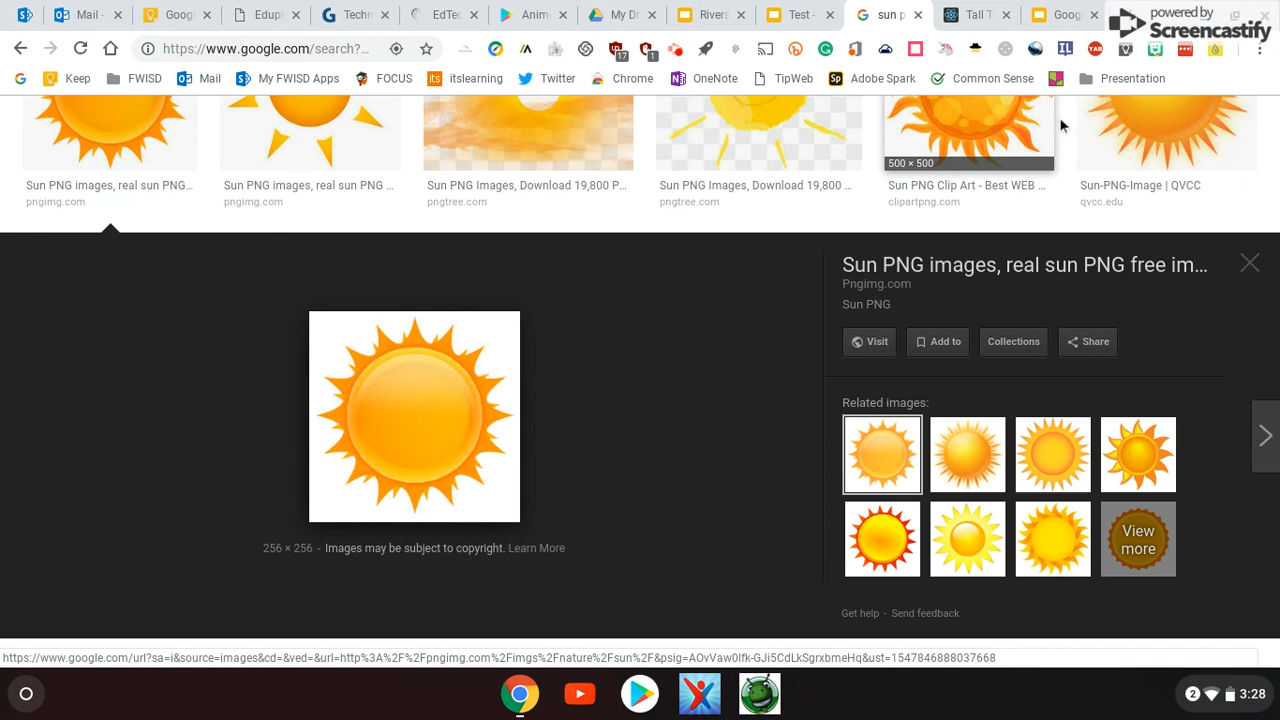 Mail -
Googl
Edupl
Techn
EdTec
Anim
My Dr
Rivers
Test -
sun p
Tall T
Googl
powered by
Screencastify
https://www.google.com/search?...
17
1
Keep
FWISD
Mail
My FWISD Apps
FOCUS
its
itslearning
Twitter
Chrome
OneNote
TipWeb
Sp
Adobe Spark
Common Sense
Presentation
500 × 500
Sun PNG images, real sun PNG...
Sun PNG images, real sun PNG ...
Sun PNG Images, Download 19,800 P...
Sun PNG Images, Download 19,800 ...
Sun PNG Clip Art - Best WEB ...
Sun-PNG-Image | QVCC
pngimg.com
pngimg.com
pngtree.com
pngtree.com
clipartpng.com
qvcc.edu
Sun PNG images, real sun PNG free im...
Pngimg.com
Sun PNG
Visit
Add to
Collections
Share
Related images:
View
more
256 × 256 - Images may be subject to copyright. Learn More
Get help - Send feedback
https://www.google.com/url?sa=i&source=images&cd=&ved=&url=http%3A%2F%2Fpngimg.com%2Fimgs%2Fnature%2Fsun%2F&psig=AOvVaw0Ifk-GJi5CdLkSgrxbmeHq&ust=1547846888037668
2
3:28